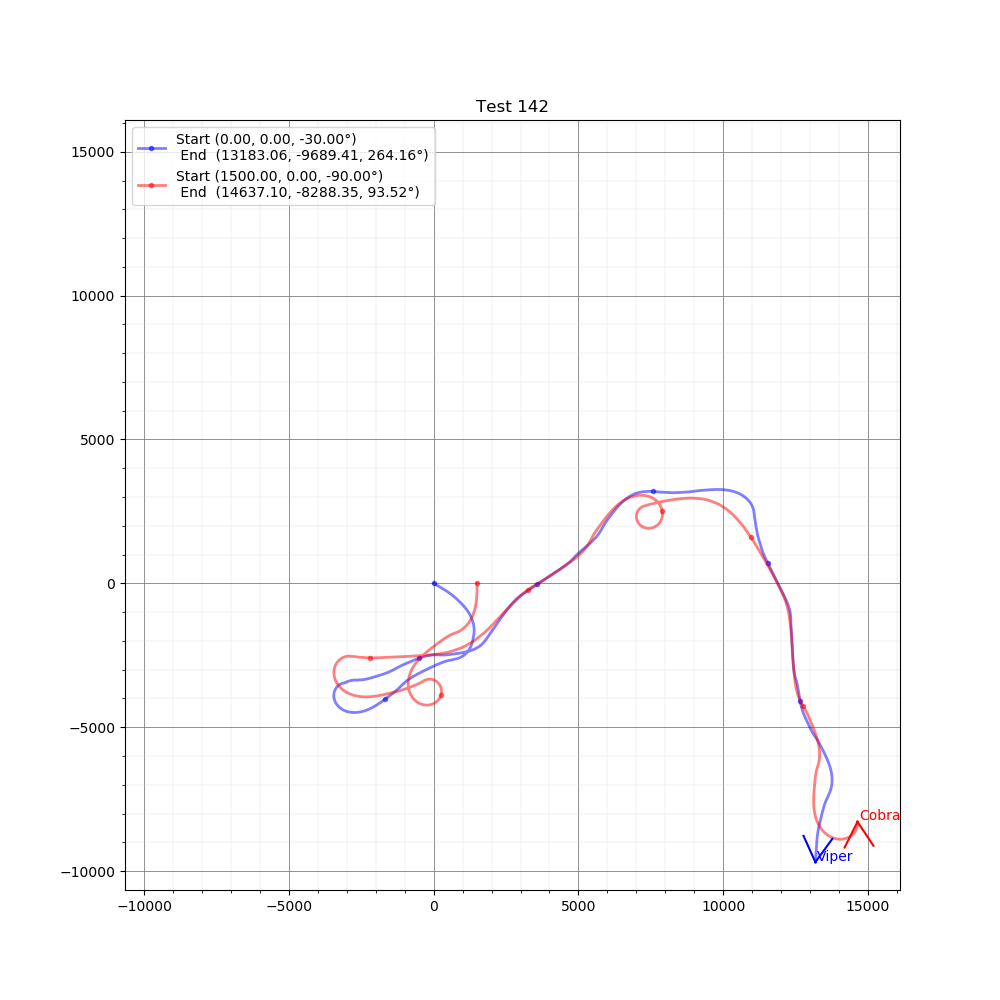 Test 142
Start (0.00, 0.00, -30.00°)
End (13183.06, -9689.41, 264.16°)
Start (1500.00, 0.00, -90.00°)
End (14637.10, -8288.35, 93.52°)
15000
10000
5000
0
−5000
−10000
Cobra
Viper
−10000
−5000
0
5000
10000
15000